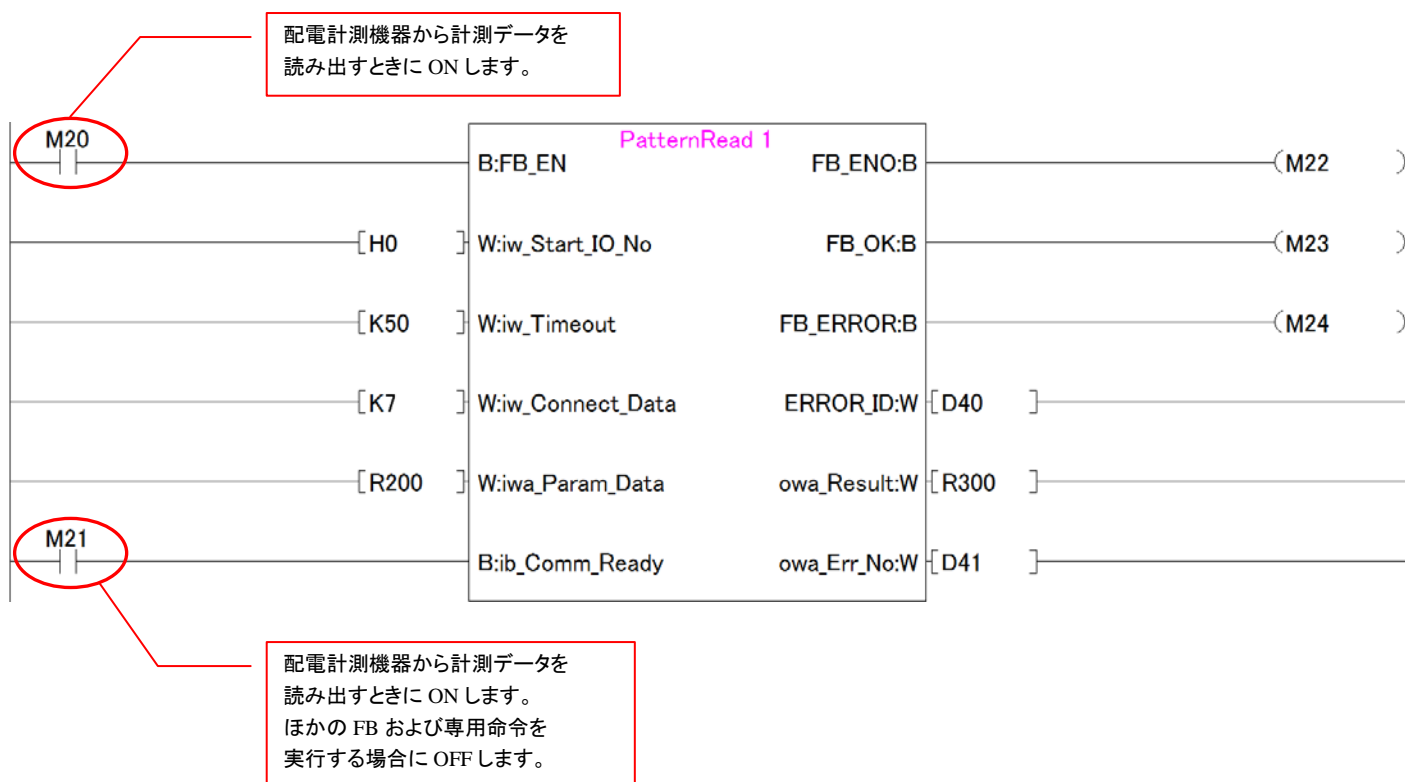 配電計測機器から計測データを
読み出すときに ON します。
M20
PatternRead 1
B:FB_EN
FB_ENO:B
M22
H0
W:iw_Start_IO_No
FB_OK:B
M23
K50
W:iw_Timeout
FB_ERROR:B
M24
K7
W:iw_Connect_Data
ERROR_ID:W
D40
R200
W:iwa_Param_Data
owa_Result:W
R300
M21
B:ib_Comm_Ready
owa_Err_No:W
D41
配電計測機器から計測データを
読み出すときに ON します。
ほかの FB および専用命令を
実行する場合に OFF します。